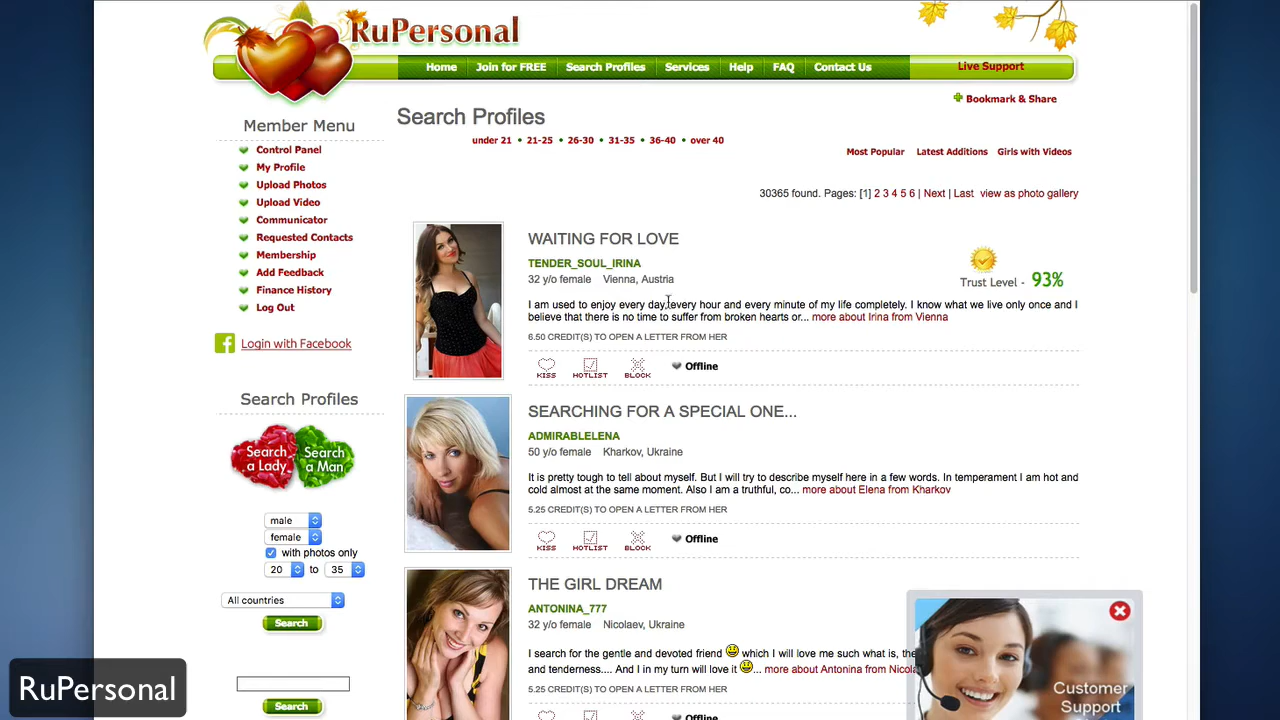 RuPersonal
Home Join for FREE Search Profiles Services Help FAQ Contact Us Live Support
Bookmark & Share
Member Menu
Control Panel
My Profile
Upload Photos
Upload Video
Communicator
Requested Contacts
Membership
Add Feedback
Finance History
Log Out
Login with Facebook
Search Profiles
Search a Lady
Search a Man
male
female
with photos only
20 to 35
All countries
Search
Search
Search Profiles
under 21 • 21-25 • 26-30 • 31-35 • 36-40 • over 40
Most Popular Latest Additions Girls with Videos
30365 found. Pages: [1] 2 3 4 5 6 | Next | Last view as photo gallery
WAITING FOR LOVE
TENDER_SOUL_IRINA
32 y/o female Vienna, Austria
Trust Level - 93%
I am used to enjoy every day,every hour and every minute of my life completely. I know what we live only once and I
believe that there is no time to suffer from broken hearts or... more about Irina from Vienna
6.50 CREDIT(S) TO OPEN A LETTER FROM HER
KISS HOTLIST BLOCK Offline
SEARCHING FOR A SPECIAL ONE...
ADMIRABLELENA
50 y/o female Kharkov, Ukraine
It is pretty tough to tell about myself. But I will try to describe myself here in a few words. In temperament I am hot and
cold almost at the same moment. Also I am a truthful, co... more about Elena from Kharkov
5.25 CREDIT(S) TO OPEN A LETTER FROM HER
KISS HOTLIST BLOCK Offline
THE GIRL DREAM
ANTONINA_777
32 y/o female Nicolaev, Ukraine
I search for the gentle and devoted friend which I will love me such what is, the
and tenderness.... And I in my turn will love it ... more about Antonina from Nicola
5.25 CREDIT(S) TO OPEN A LETTER FROM HER
Offline
Customer
Support
RuPersonal